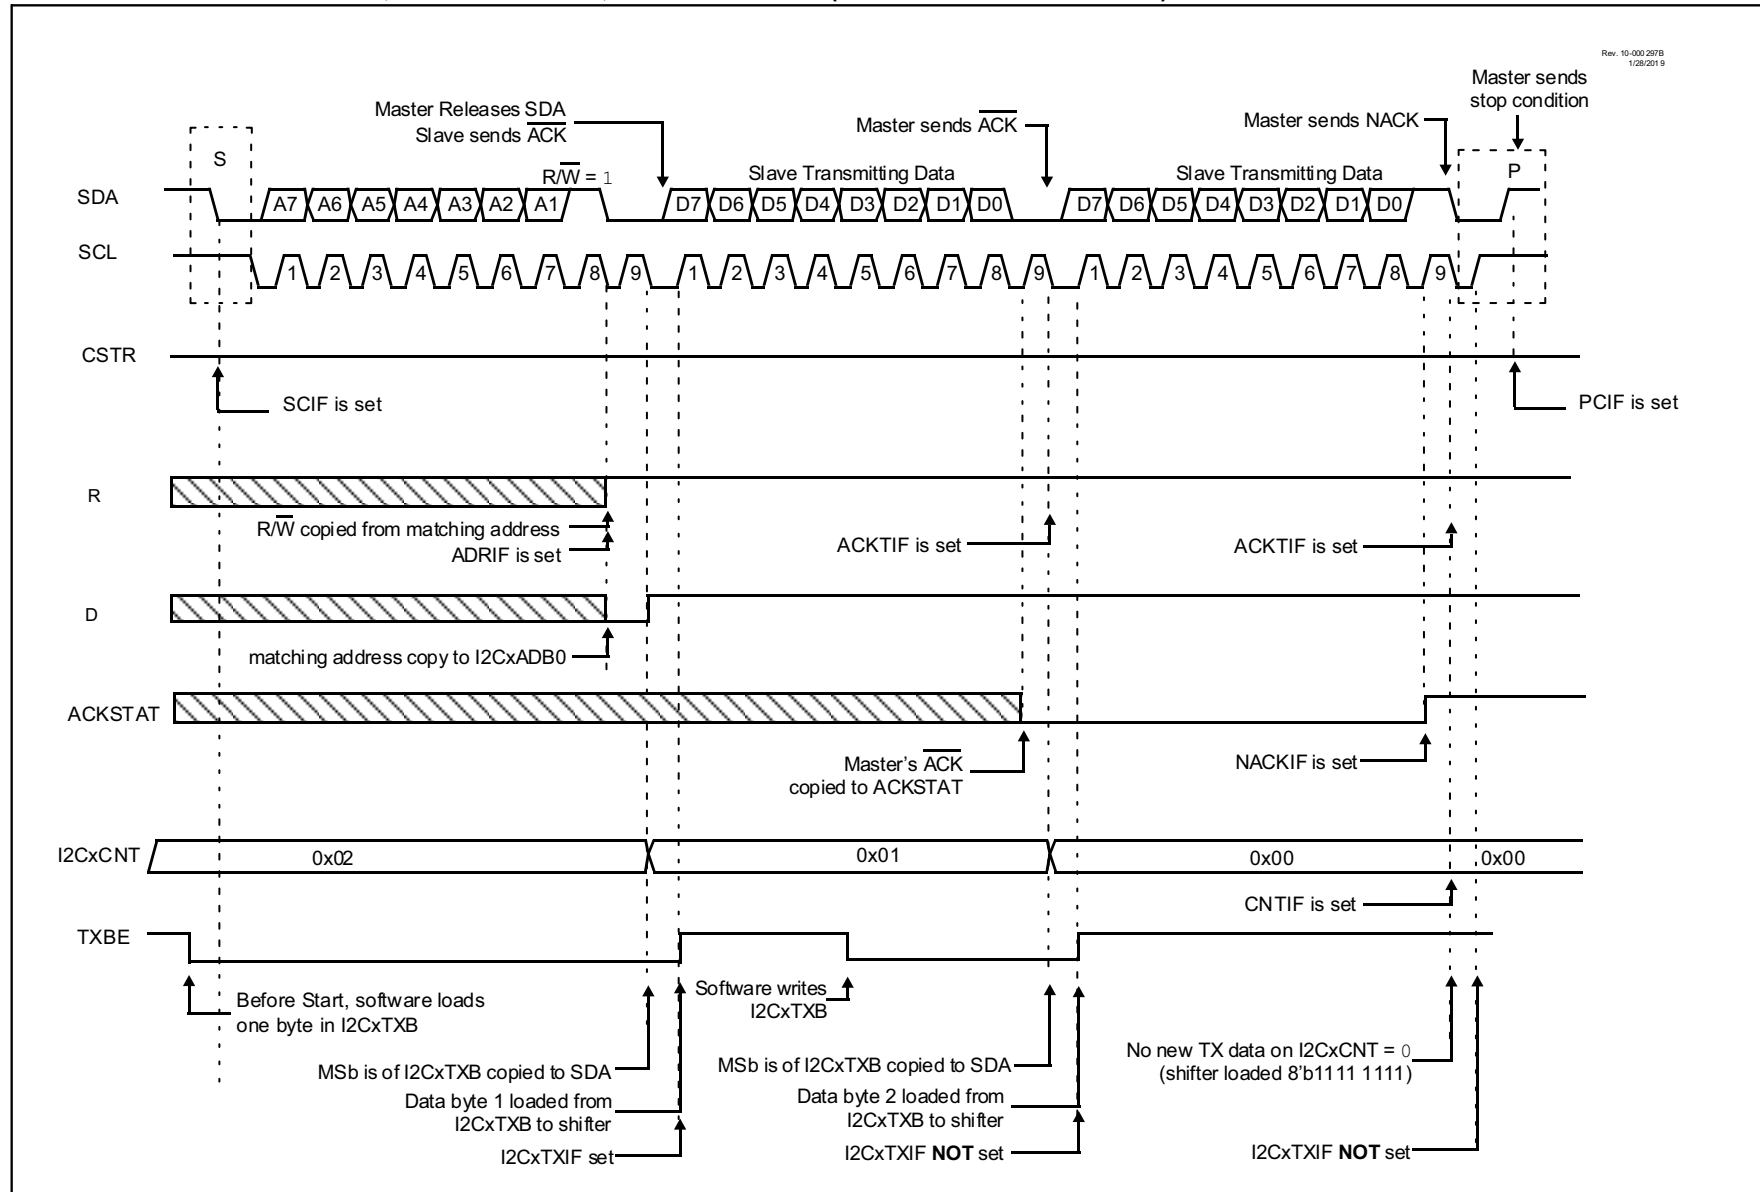 Rev. 10-000 297B
1/28/201 9
Master sends
stop condition
Master Releases SDA
Slave sends ACK
Master sends ACK
Master sends NACK
S
R/W = 1
Slave Transmitting Data
Slave Transmitting Data
P
SDA
A7 A6 A5 A4 A3 A2 A1 D7 D6 D5 D4 D3 D2 D1 D0 D7 D6 D5 D4 D3 D2 D1 D0
SCL
1 2 3 4 5 6 7 8 9 1 2 3 4 5 6 7 8 9 1 2 3 4 5 6 7 8 9
CSTR
SCIF is set
PCIF is set
R
R/W copied from matching address
ADRIF is set
ACKTIF is set
ACKTIF is set
D
matching address copy to I2CxADB0
ACKSTAT
Master's ACK
copied to ACKSTAT
NACKIF is set
I2CxCNT
0x02 0x01 0x00 0x00
CNTIF is set
TXBE
Before Start, software loads
one byte in I2CxTXB
Software writes
I2CxTXB
MSb is of I2CxTXB copied to SDA
Data byte 1 loaded from
I2CxTXB to shifter
I2CxTXIF set
MSb is of I2CxTXB copied to SDA
Data byte 2 loaded from
I2CxTXB to shifter
I2CxTXIF NOT set
No new TX data on I2CxCNT = 0
(shifter loaded 8'b1111 1111)
I2CxTXIF NOT set